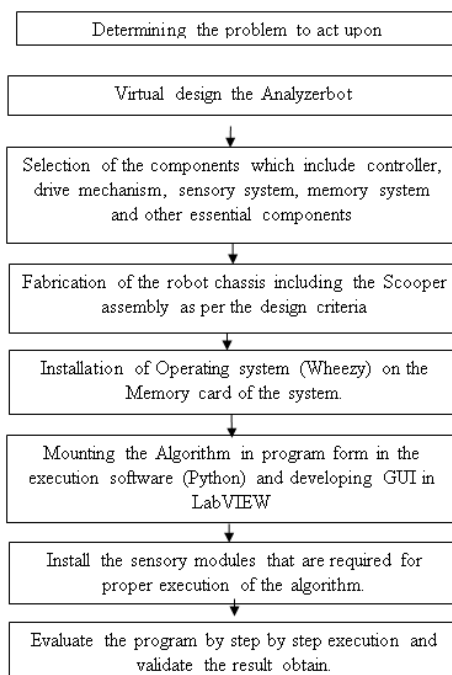 Determining the problem to act upon
Virtual design the Analyzerbot
Selection of the components which include controller,
drive mechanism, sensory system, memory system
and other essential components
Fabrication of the robot chassis including the Scooper
assembly as per the design criteria
Installation of Operating system (Wheezy) on the
Memory card of the system.
Mounting the Algorithm in program form in the
execution software (Python) and developing GUI in
LabVIEW
Install the sensory modules that are required for
proper execution of the algorithm.
Evaluate the program by step by step execution and
validate the result obtain.